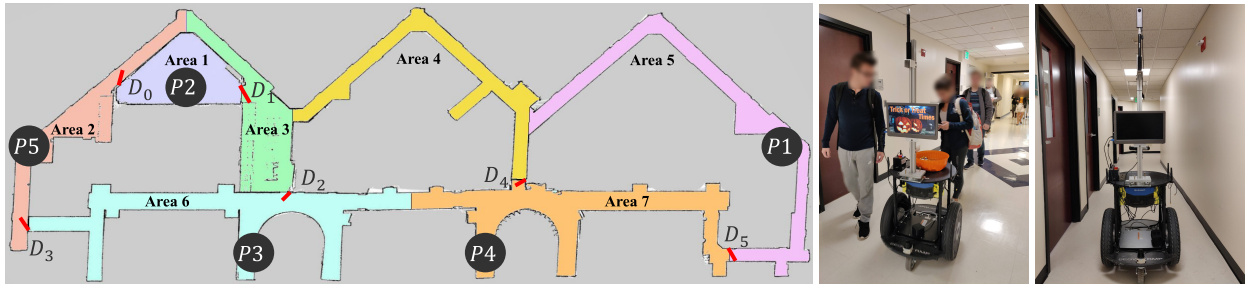 Area 1
Area 4
Area 5
D0
P2
D1
Area 2
Area 3
P5
P1
D2
D4
Area 6
Area 7
D3
P3
P4
D5
Trick or Treat
Times